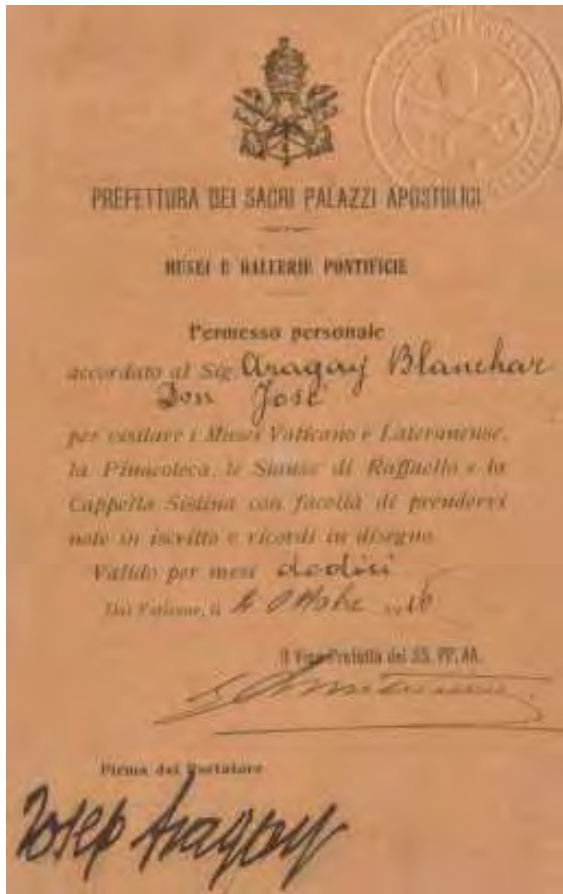 PREFETTURA DEI SACRI PALAZZI APOSTOLICI
MUSEI E GALLERIE PONTIFICIE
Permesso personale
accordato al Sig. Aragay Blanchar
Don José
per visitare i Musei Vaticano e Lateranense,
la Pinacoteca, le Stanze di Raffaello e la
Cappella Sistina con facoltà di prendervi
note in iscritto e ricordi in disegno.
Valido per mesi dodici
Dal Vaticano, li 4 Ottobre 16
Il Vice-Prefetto dei SS. PP. AA.
Firma del Portatore
Josep Aragay